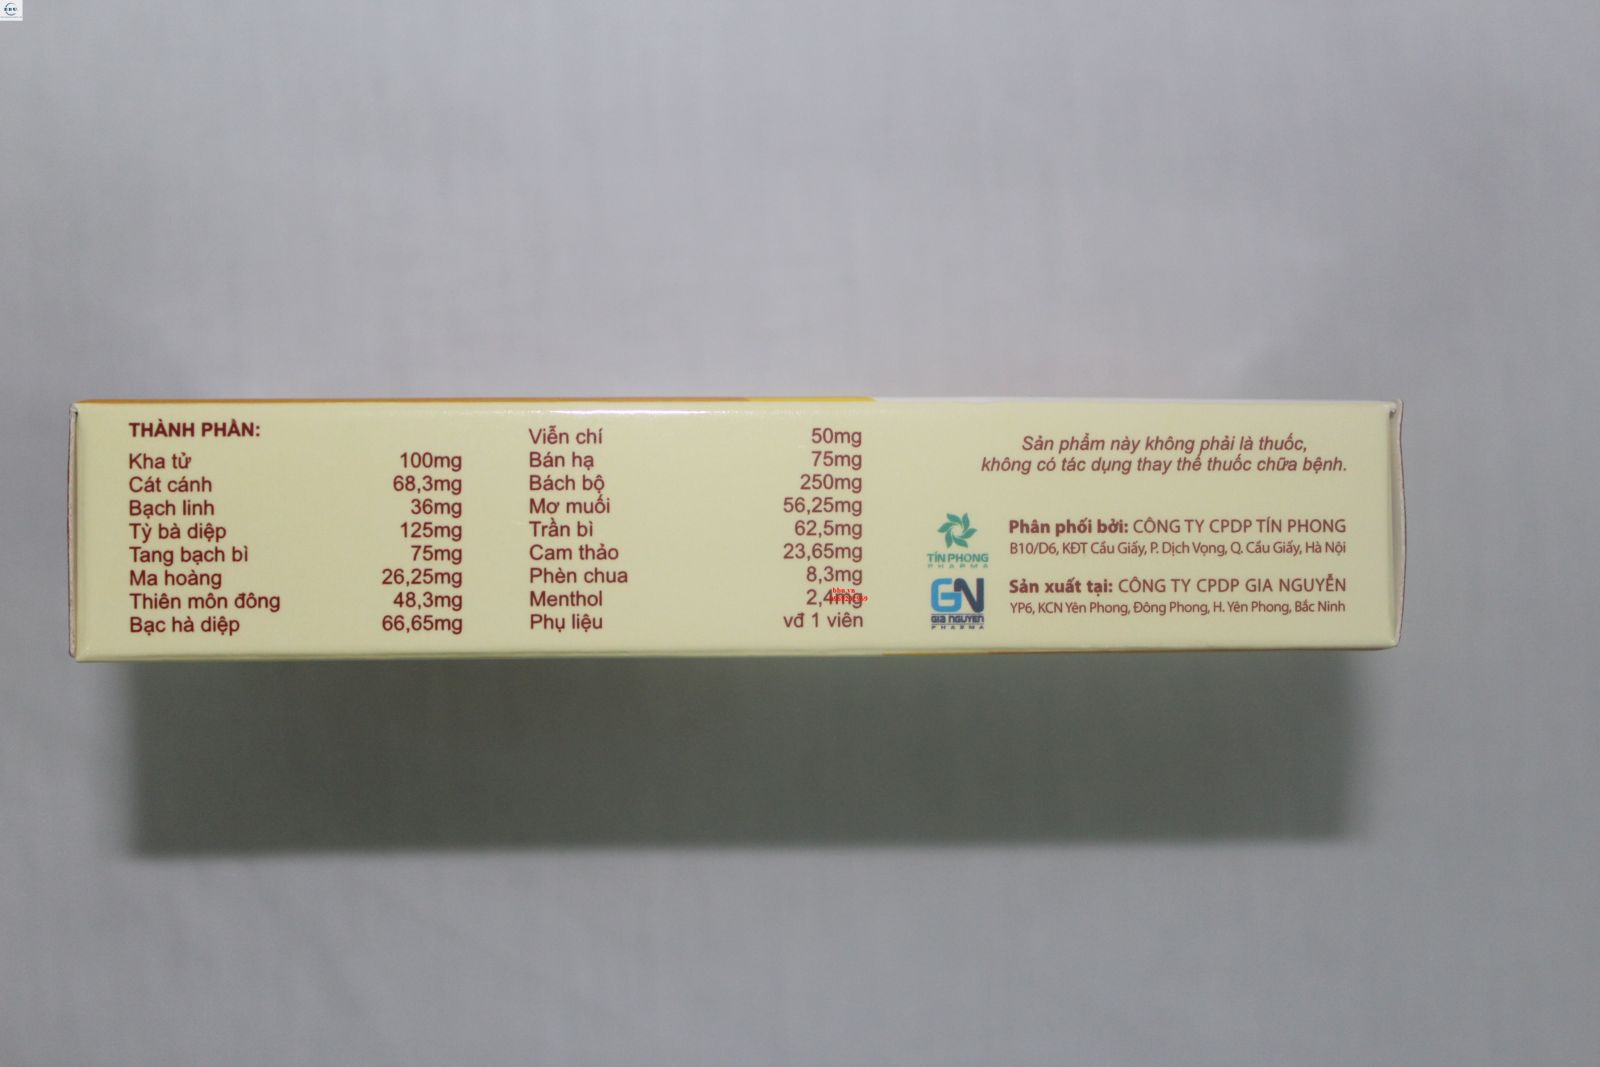 THÀNH PHẦN:
Kha tử 100mg
Cát cánh 68,3mg
Bạch linh 36mg
Tỳ bà diệp 125mg
Tang bạch bì 75mg
Ma hoàng 26,25mg
Thiên môn đông 48,3mg
Bạc hà diệp 66,65mg
Viễn chí 50mg
Bán hạ 75mg
Bách bộ 250mg
Mơ muối 56,25mg
Trần bì 62,5mg
Cam thảo 23,65mg
Phèn chua 8,3mg
Menthol 2,4mg
Phụ liệu vđ 1 viên
Sản phẩm này không phải là thuốc,
không có tác dụng thay thế thuốc chữa bệnh.
TÍN PHONG
PHARMA
Phân phối bởi: CÔNG TY CPDP TÍN PHONG
B10/D6, KĐT Cầu Giấy, P. Dịch Vọng, Q. Cầu Giấy, Hà Nội
GN
GIA NGUYEN
PHARMA
Sản xuất tại: CÔNG TY CPDP GIA NGUYỄN
YP6, KCN Yên Phong, Đông Phong, H. Yên Phong, Bắc Ninh